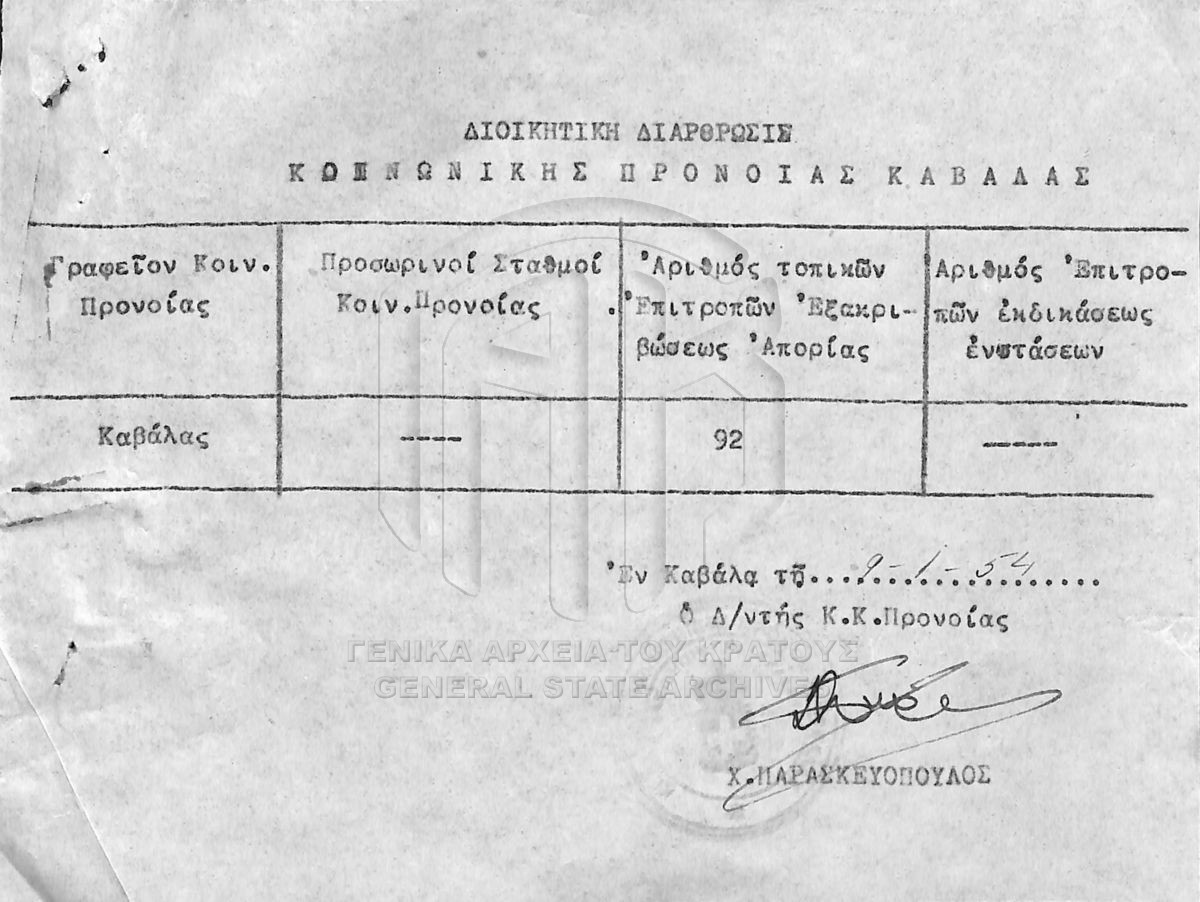 ΔΙΟΙΚΗΤΙΚΗ ΔΙΑΡΘΡΩΣΙΣ
ΚΩΠΝΩΝΙΚΗΣ ΠΡΟΝΟΙΑΣ ΚΑΒΑΛΑΣ
Γραφεῖον Κοιν.
Προνοίας
Προσωρινοί Σταθμοί
Κοιν.Προνοίας
Ἀριθμός τοπικῶν
Ἐπιτροπῶν Ἐξακρι-
βώσεως Ἀπορίας
Ἀριθμός Ἐπιτρο-
πῶν ἐκδικάσεως
ἐνστάσεων
Καβάλας
----
92
-----
Ἐν Καβάλᾳ τῇ...9-1-54...
Ὁ Δ/ντής Κ.Κ.Προνοίας
ΓΕΝΙΚΑ ΑΡΧΕΙΑ ΤΟΥ ΚΡΑΤΟΥΣ
GENERAL STATE ARCHIVES
Χ.ΠΑΡΑΣΚΕΥΟΠΟΥΛΟΣ